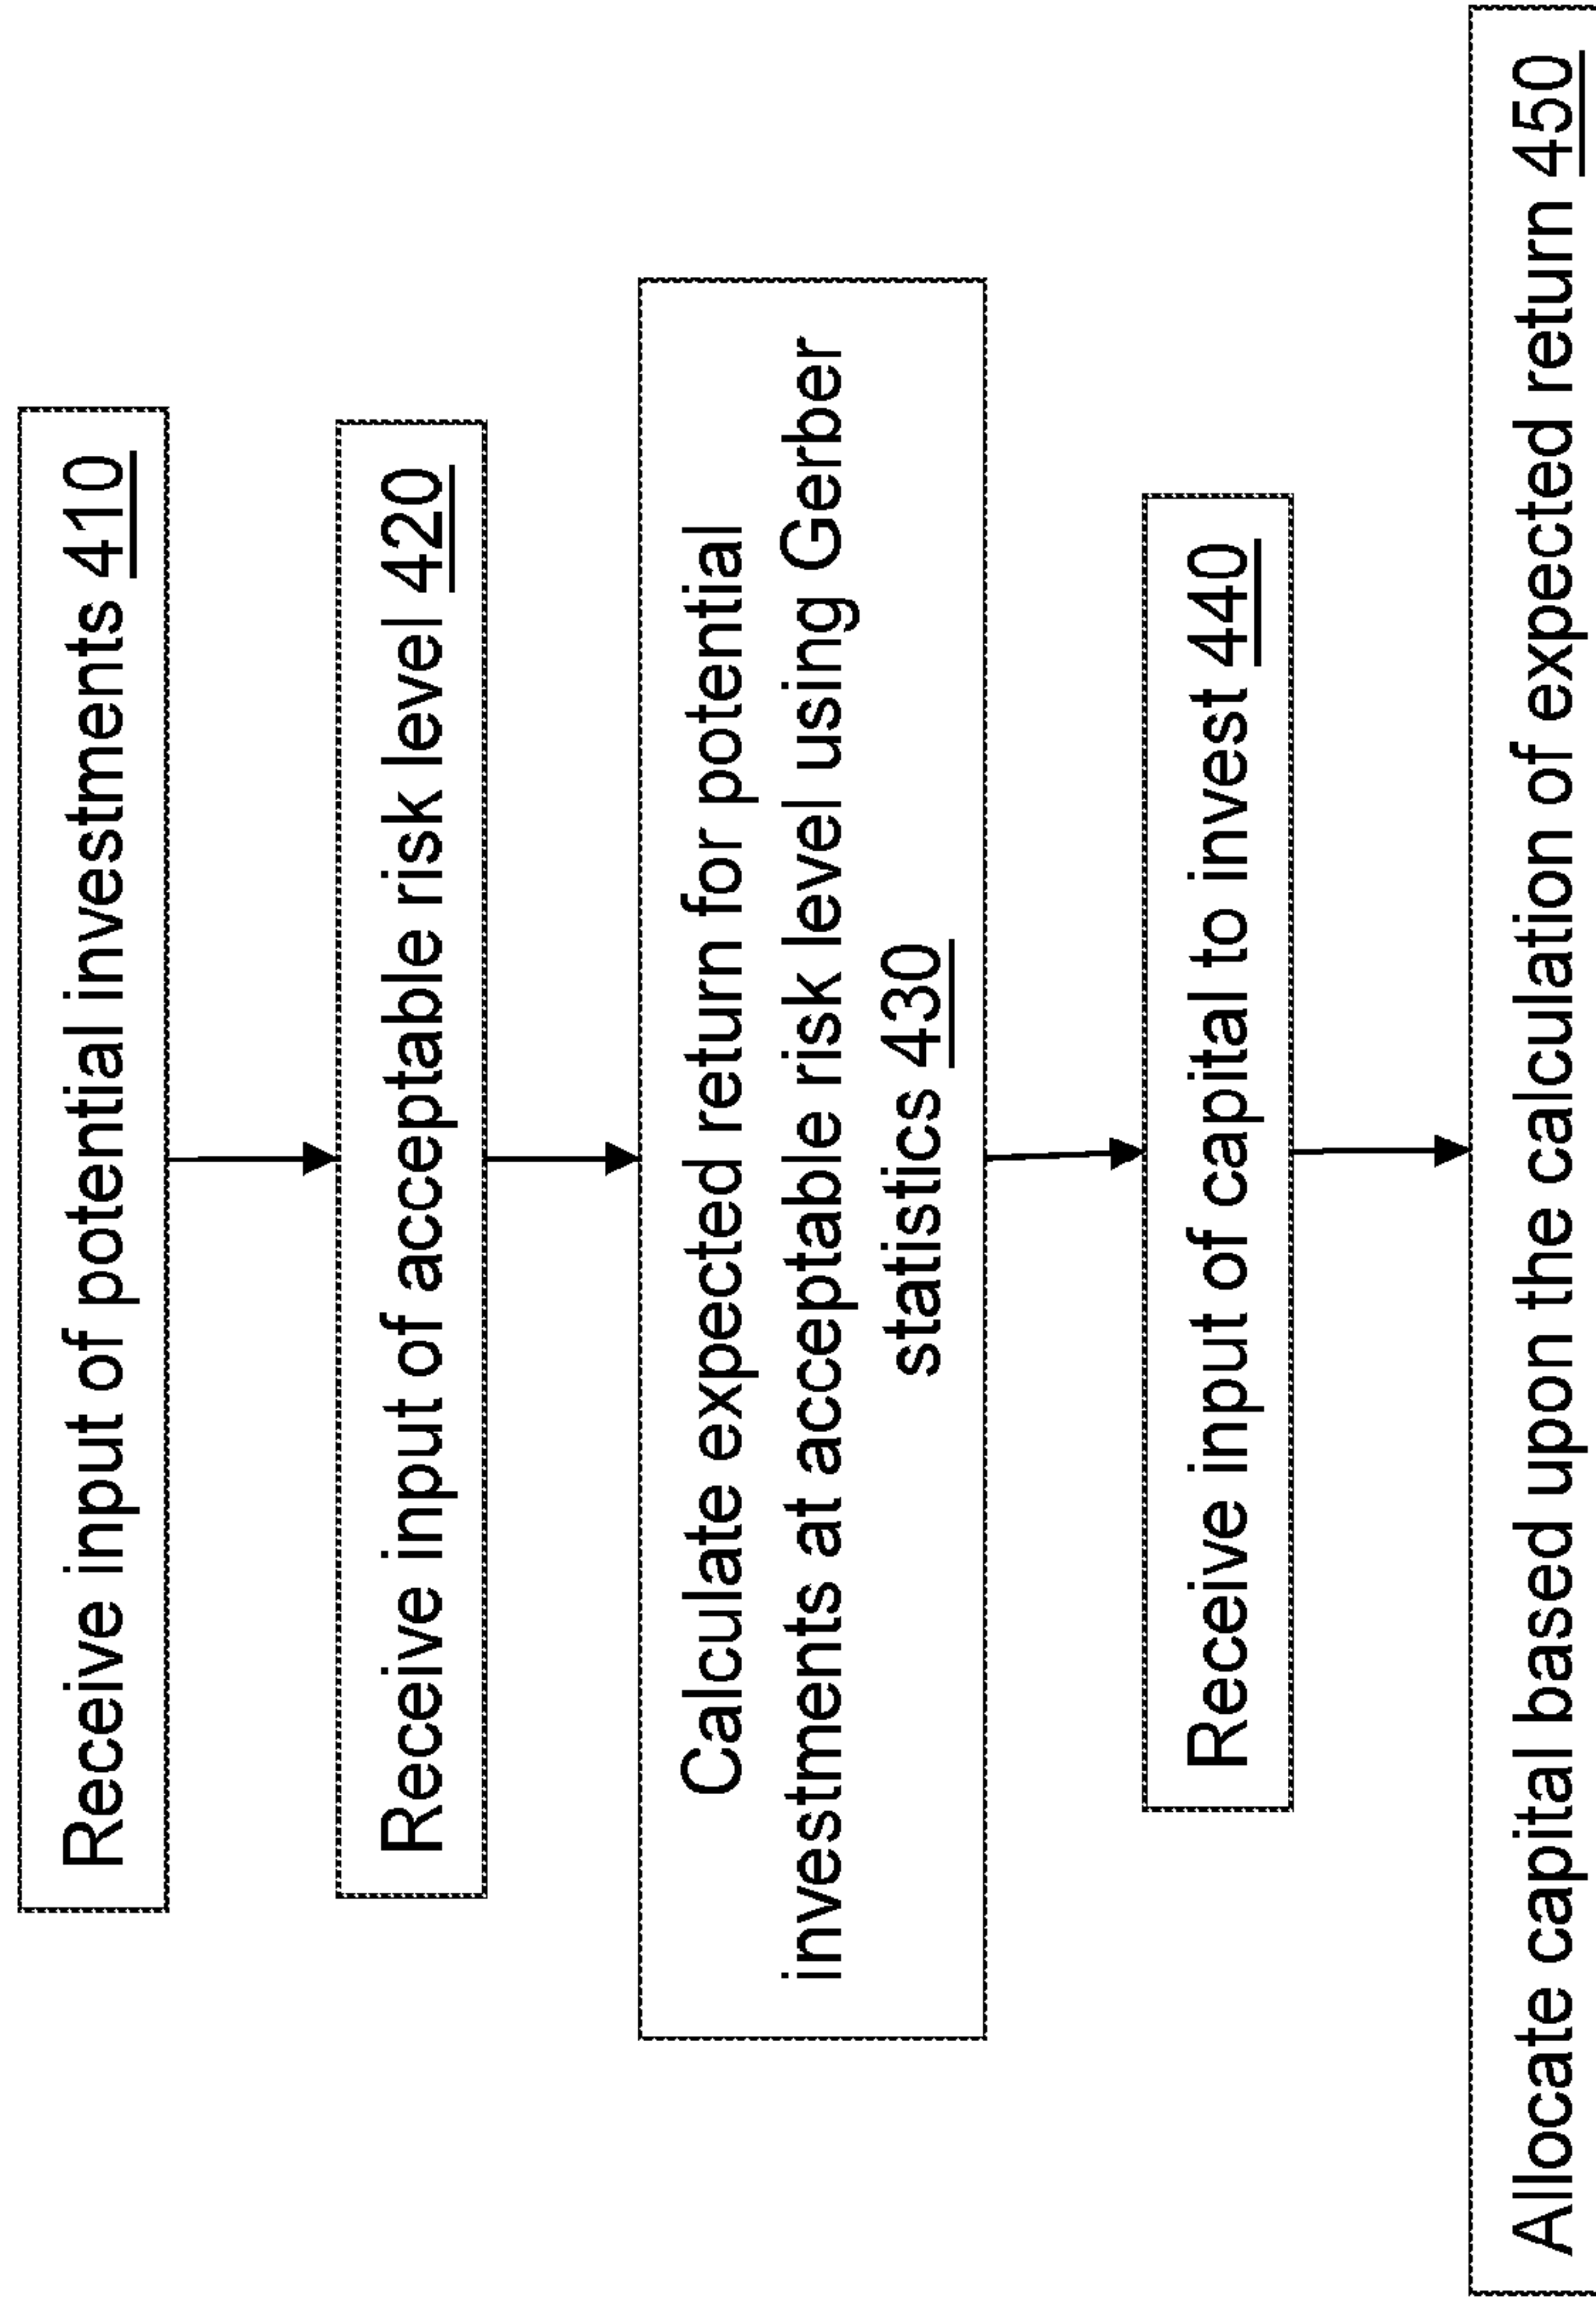 Receive input of potential investments 410
Receive input of acceptable risk level 420
Calculate expected return for potential
investments at acceptable risk level using Gerber
statistics 430
Receive input of capital to invest 440
Allocate capital based upon the calculation of expected return 450